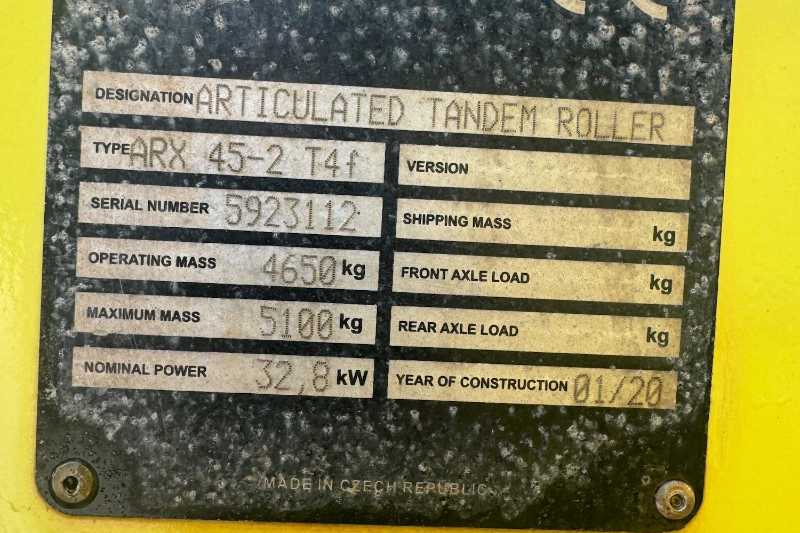 DESIGNATION ARTICULATED TANDEM ROLLER
TYPE ARX 45-2 T4f
VERSION
SERIAL NUMBER 5923112
SHIPPING MASS kg
OPERATING MASS 4650 kg
FRONT AXLE LOAD kg
MAXIMUM MASS 5100 kg
REAR AXLE LOAD kg
NOMINAL POWER 32,8 kW
YEAR OF CONSTRUCTION 01/20
MADE IN CZECH REPUBLIC